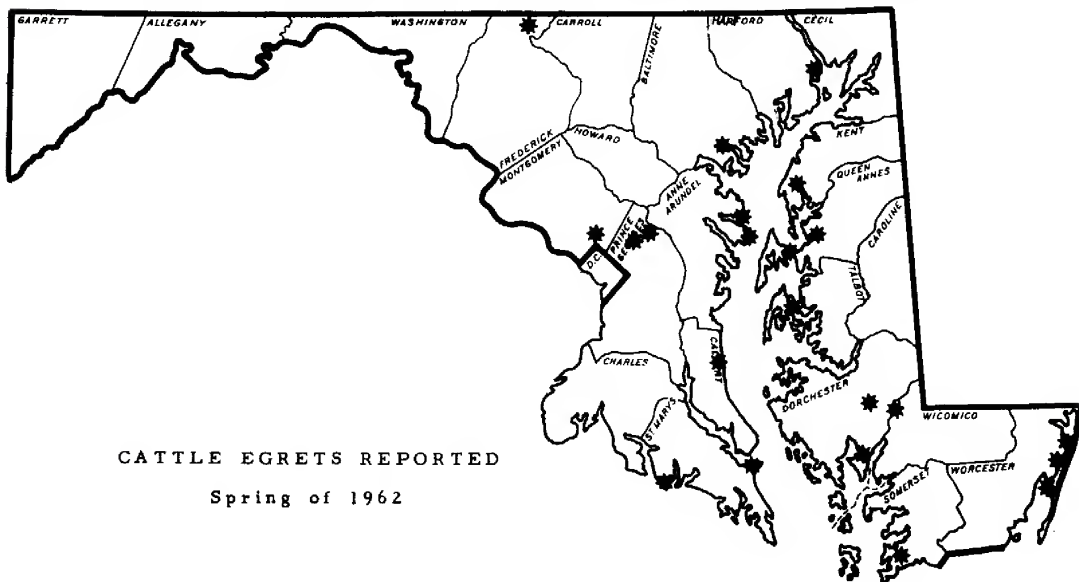 GARRETT
ALLEGANY
WASHINGTON
CARROLL
BALTIMORE
HARFORD
CECIL
FREDERICK
MONTGOMERY
HOWARD
ANNE
ARUNDEL
KENT
QUEEN
ANNES
CAROLINE
PRINCE
GEORGES
D.C.
TALBOT
CALVERT
CHARLES
ST MARYS
DORCHESTER
WICOMICO
SOMERSET
WORCESTER
CATTLE EGRETS REPORTED
Spring of 1962